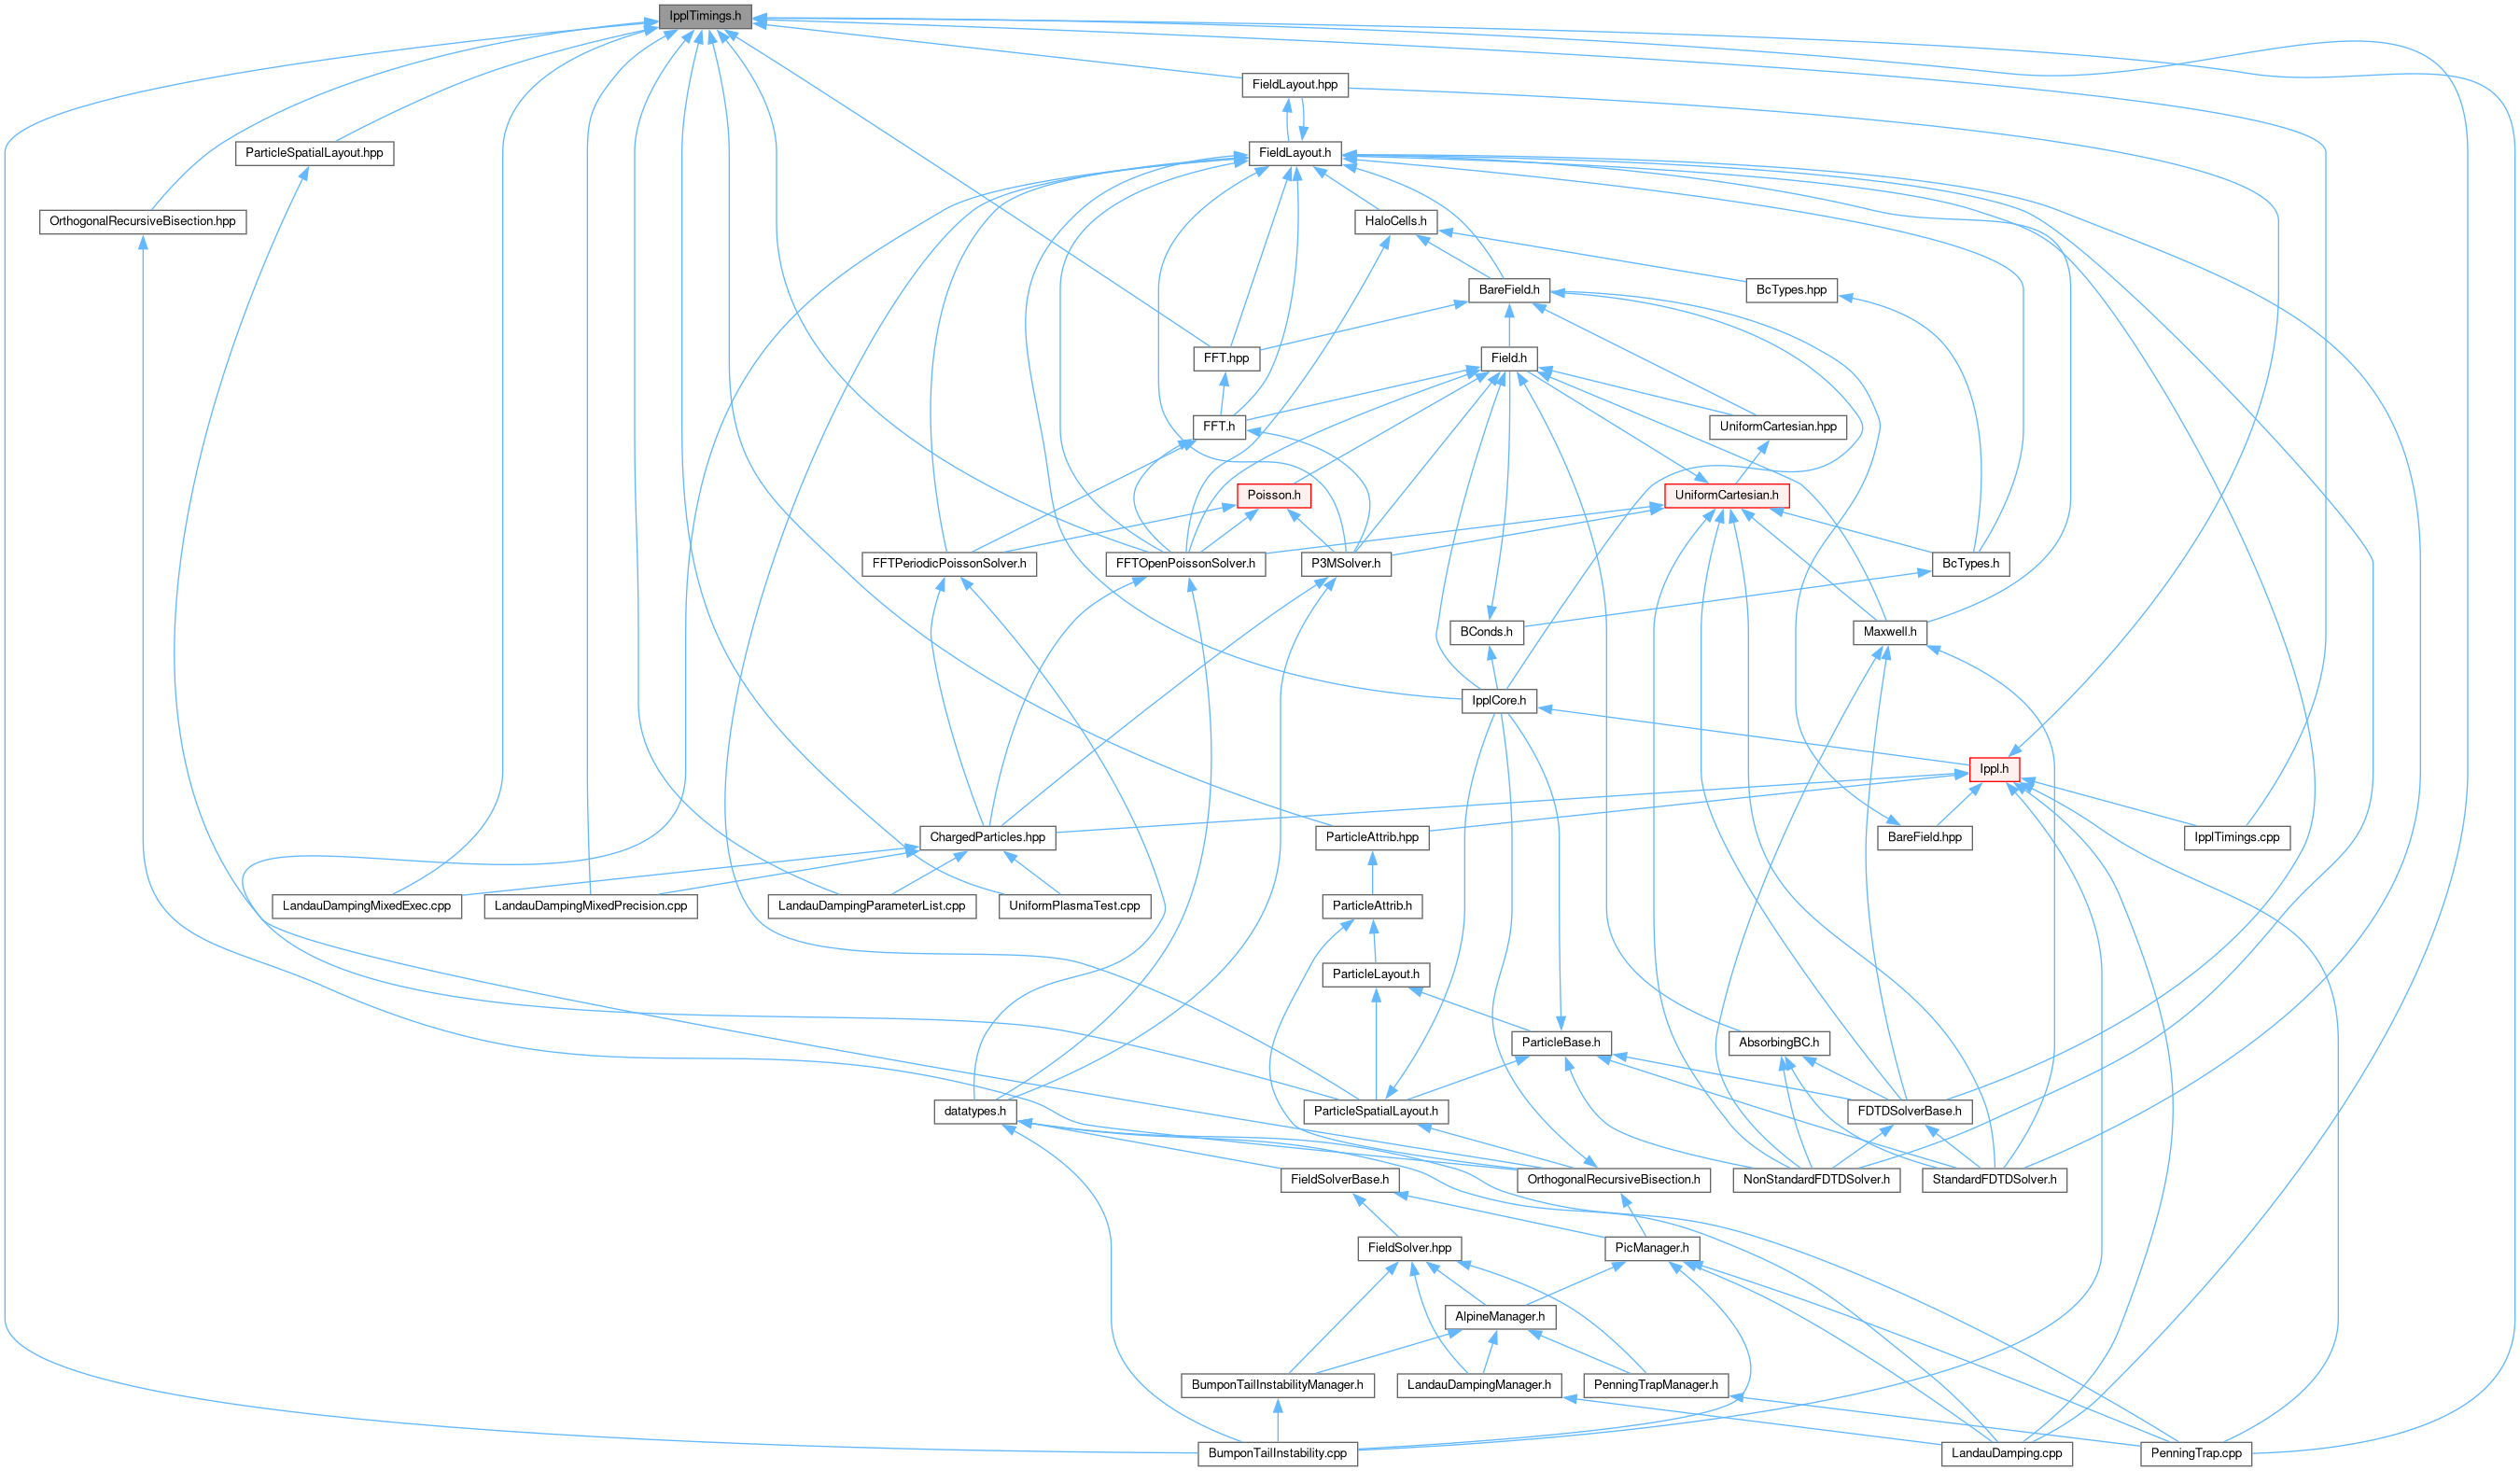 IpplTimings.h
FieldLayout.hpp
ParticleSpatialLayout.hpp
FieldLayout.h
OrthogonalRecursiveBisection.hpp
HaloCells.h
BareField.h
BcTypes.hpp
FFT.hpp
Field.h
FFT.h
UniformCartesian.hpp
Poisson.h
UniformCartesian.h
FFTPeriodicPoissonSolver.h
FFTOpenPoissonSolver.h
P3MSolver.h
BcTypes.h
BConds.h
Maxwell.h
IpplCore.h
Ippl.h
ChargedParticles.hpp
ParticleAttrib.hpp
BareField.hpp
IpplTimings.cpp
LandauDampingMixedExec.cpp
LandauDampingMixedPrecision.cpp
LandauDampingParameterList.cpp
UniformPlasmaTest.cpp
ParticleAttrib.h
ParticleLayout.h
ParticleBase.h
AbsorbingBC.h
datatypes.h
ParticleSpatialLayout.h
FDTDSolverBase.h
FieldSolverBase.h
OrthogonalRecursiveBisection.h
NonStandardFDTDSolver.h
StandardFDTDSolver.h
FieldSolver.hpp
PicManager.h
AlpineManager.h
BumponTailInstabilityManager.h
LandauDampingManager.h
PenningTrapManager.h
BumponTailInstability.cpp
LandauDamping.cpp
PenningTrap.cpp